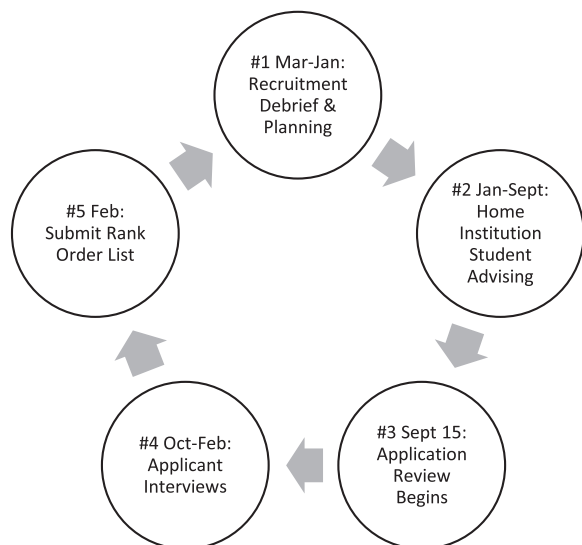 #1 Mar-Jan:
Recruitment
Debrief &
Planning
#2 Jan-Sept:
Home
Institution
Student
Advising
#3 Sept 15:
Application
Review
Begins
#4 Oct-Feb:
Applicant
Interviews
#5 Feb:
Submit Rank
Order List